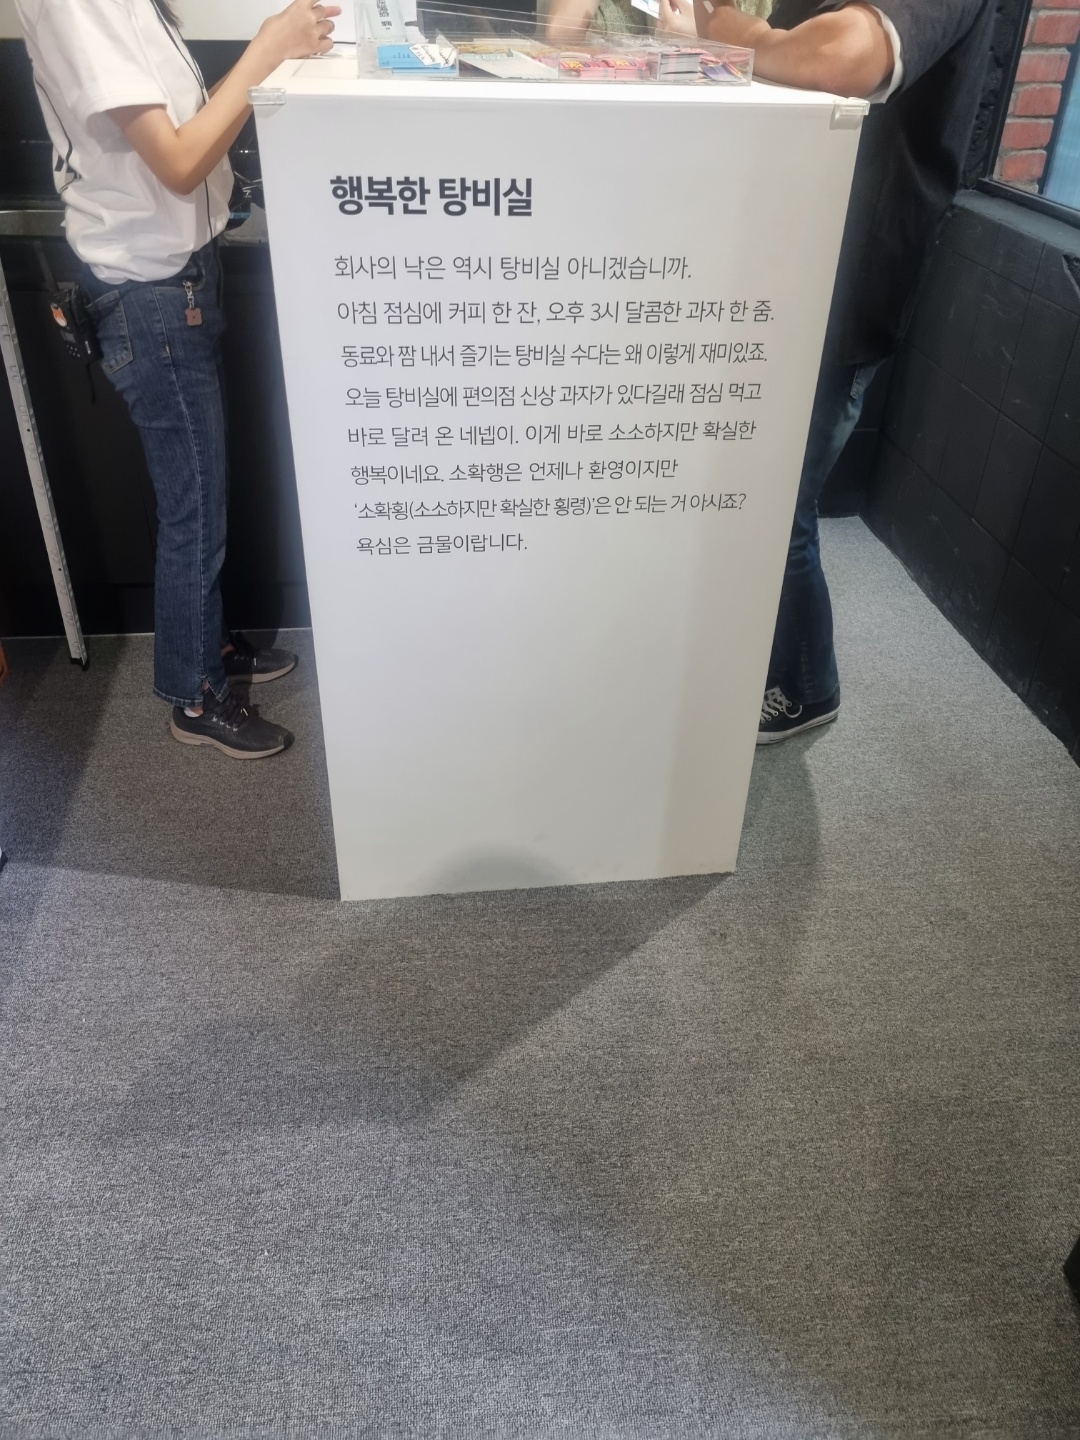 행복한 탕비실
회사의 낙은 역시 탕비실 아니겠습니까.
아침 점심에 커피 한 잔, 오후 3시 달콤한 과자 한 줌.
동료와 짬 내서 즐기는 탕비실 수다는 왜 이렇게 재미있죠.
오늘 탕비실에 편의점 신상 과자가 있다길래 점심 먹고
바로 달려 온 네넵이. 이게 바로 소소하지만 확실한
행복이네요. 소확행은 언제나 환영이지만
‘소확횡(소소하지만 확실한 횡령)’은 안 되는 거 아시죠?
욕심은 금물이랍니다.